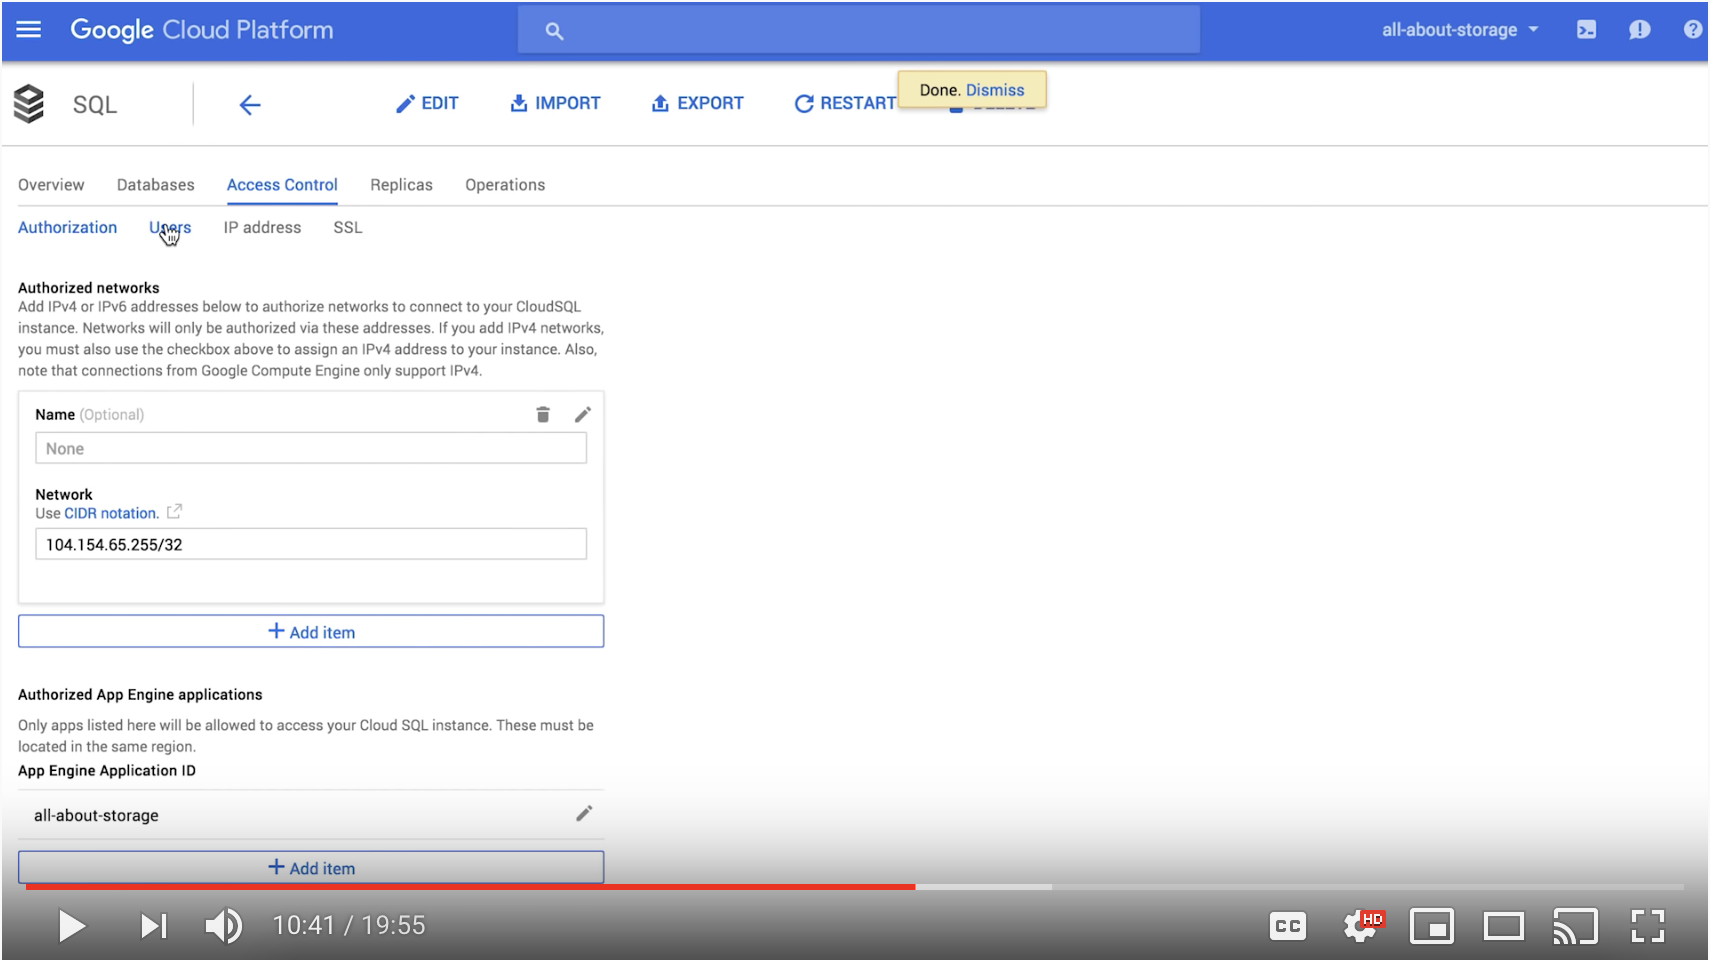 Google Cloud Platform
all-about-storage
SQL
EDIT
IMPORT
EXPORT
RESTART
Done. Dismiss
Overview
Databases
Access Control
Replicas
Operations
Authorization
Users
IP address
SSL
Authorized networks
Add IPv4 or IPv6 addresses below to authorize networks to connect to your CloudSQL
instance. Networks will only be authorized via these addresses. If you add IPv4 networks,
you must also use the checkbox above to assign an IPv4 address to your instance. Also,
note that connections from Google Compute Engine only support IPv4.
Name (Optional)
None
Network
Use CIDR notation.
104.154.65.255/32
Add item
Authorized App Engine applications
Only apps listed here will be allowed to access your Cloud SQL instance. These must be
located in the same region.
App Engine Application ID
all-about-storage
Add item
10:41 / 19:55
CC
HD